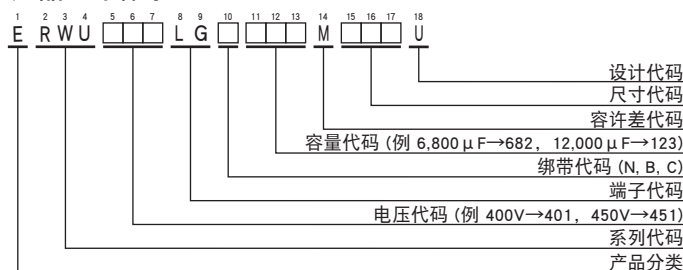 1 2 3 4 5 6 7 8 9 10 11 12 13 14 15 16 17 18
E R W U □□□ L G □ □□□ M □□□ U
设计代码
尺寸代码
容许差代码
容量代码 (例 6,800μF→682, 12,000μF→123)
绑带代码 (N, B, C)
端子代码
电压代码 (例 400V→401, 450V→451)
系列代码
产品分类